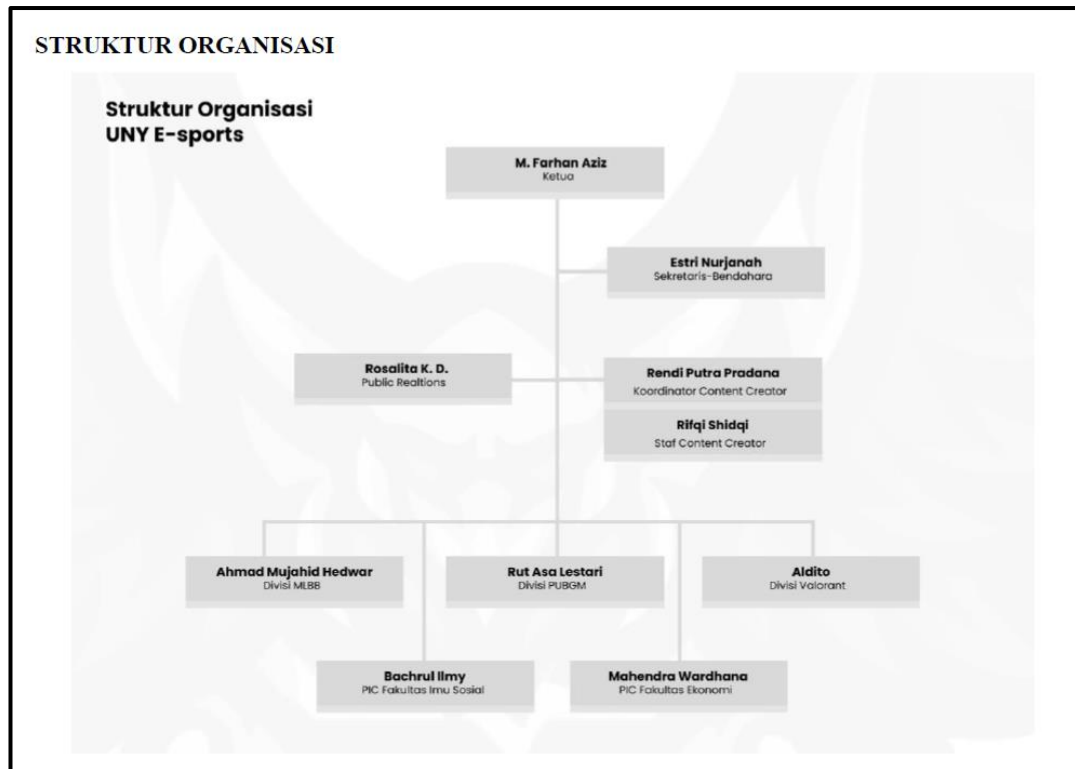 STRUKTUR ORGANISASI
Struktur Organisasi
UNY E-sports
M. Farhan Aziz
Ketua
Estri Nurjanah
Sekretaris-Bendahara
Rosalita K. D.
Public Realtions
Rendi Putra Pradana
Koordinator Content Creator
Rifqi Shidqi
Staf Content Creator
Ahmad Mujahid Hedwar
Divisi MLBB
Rut Asa Lestari
Divisi PUBGM
Aldito
Divisi Valorant
Bachrul Ilmy
PIC Fakultas Imu Sosial
Mahendra Wardhana
PIC Fakultas Ekonomi